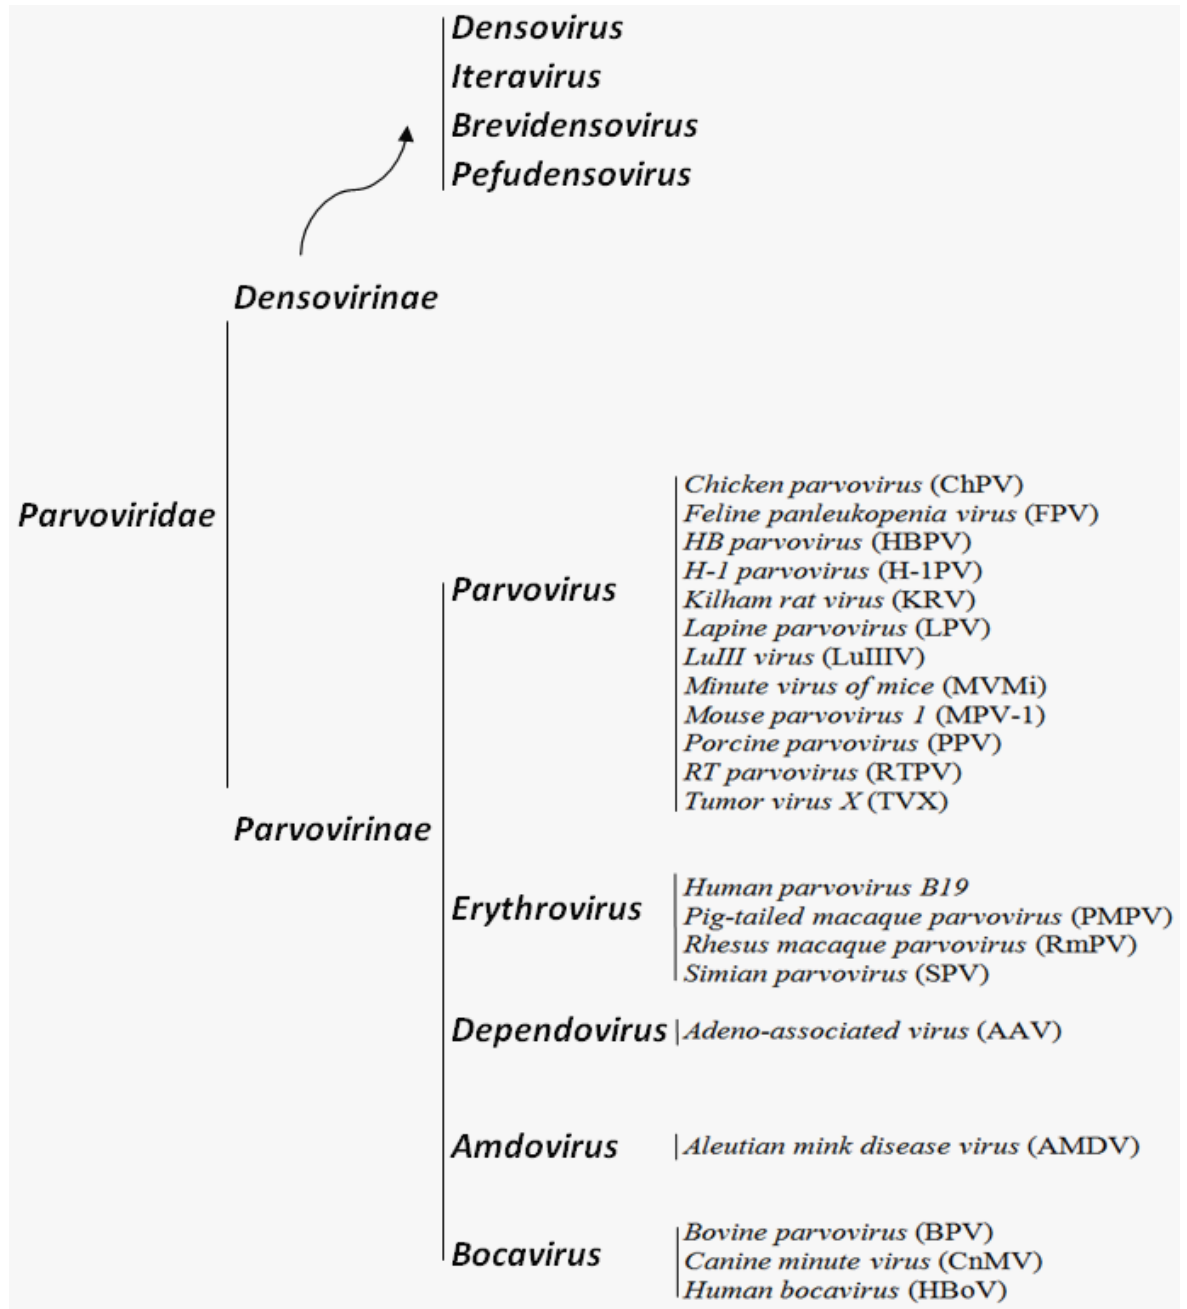 Densovirus
Iteravirus
Brevidensovirus
Pefudensovirus
Densovirinae
Parvoviridae
Parvovirinae
Parvovirus
Chicken parvovirus (ChPV)
Feline panleukopenia virus (FPV)
HB parvovirus (HBPV)
H-1 parvovirus (H-1PV)
Kilham rat virus (KRV)
Lapine parvovirus (LPV)
LuIII virus (LuIIIV)
Minute virus of mice (MVMi)
Mouse parvovirus 1 (MPV-1)
Porcine parvovirus (PPV)
RT parvovirus (RTPV)
Tumor virus X (TVX)
Erythrovirus
Human parvovirus B19
Pig-tailed macaque parvovirus (PMPV)
Rhesus macaque parvovirus (RmPV)
Simian parvovirus (SPV)
Dependovirus
Adeno-associated virus (AAV)
Amdovirus
Aleutian mink disease virus (AMDV)
Bocavirus
Bovine parvovirus (BPV)
Canine minute virus (CnMV)
Human bocavirus (HBoV)